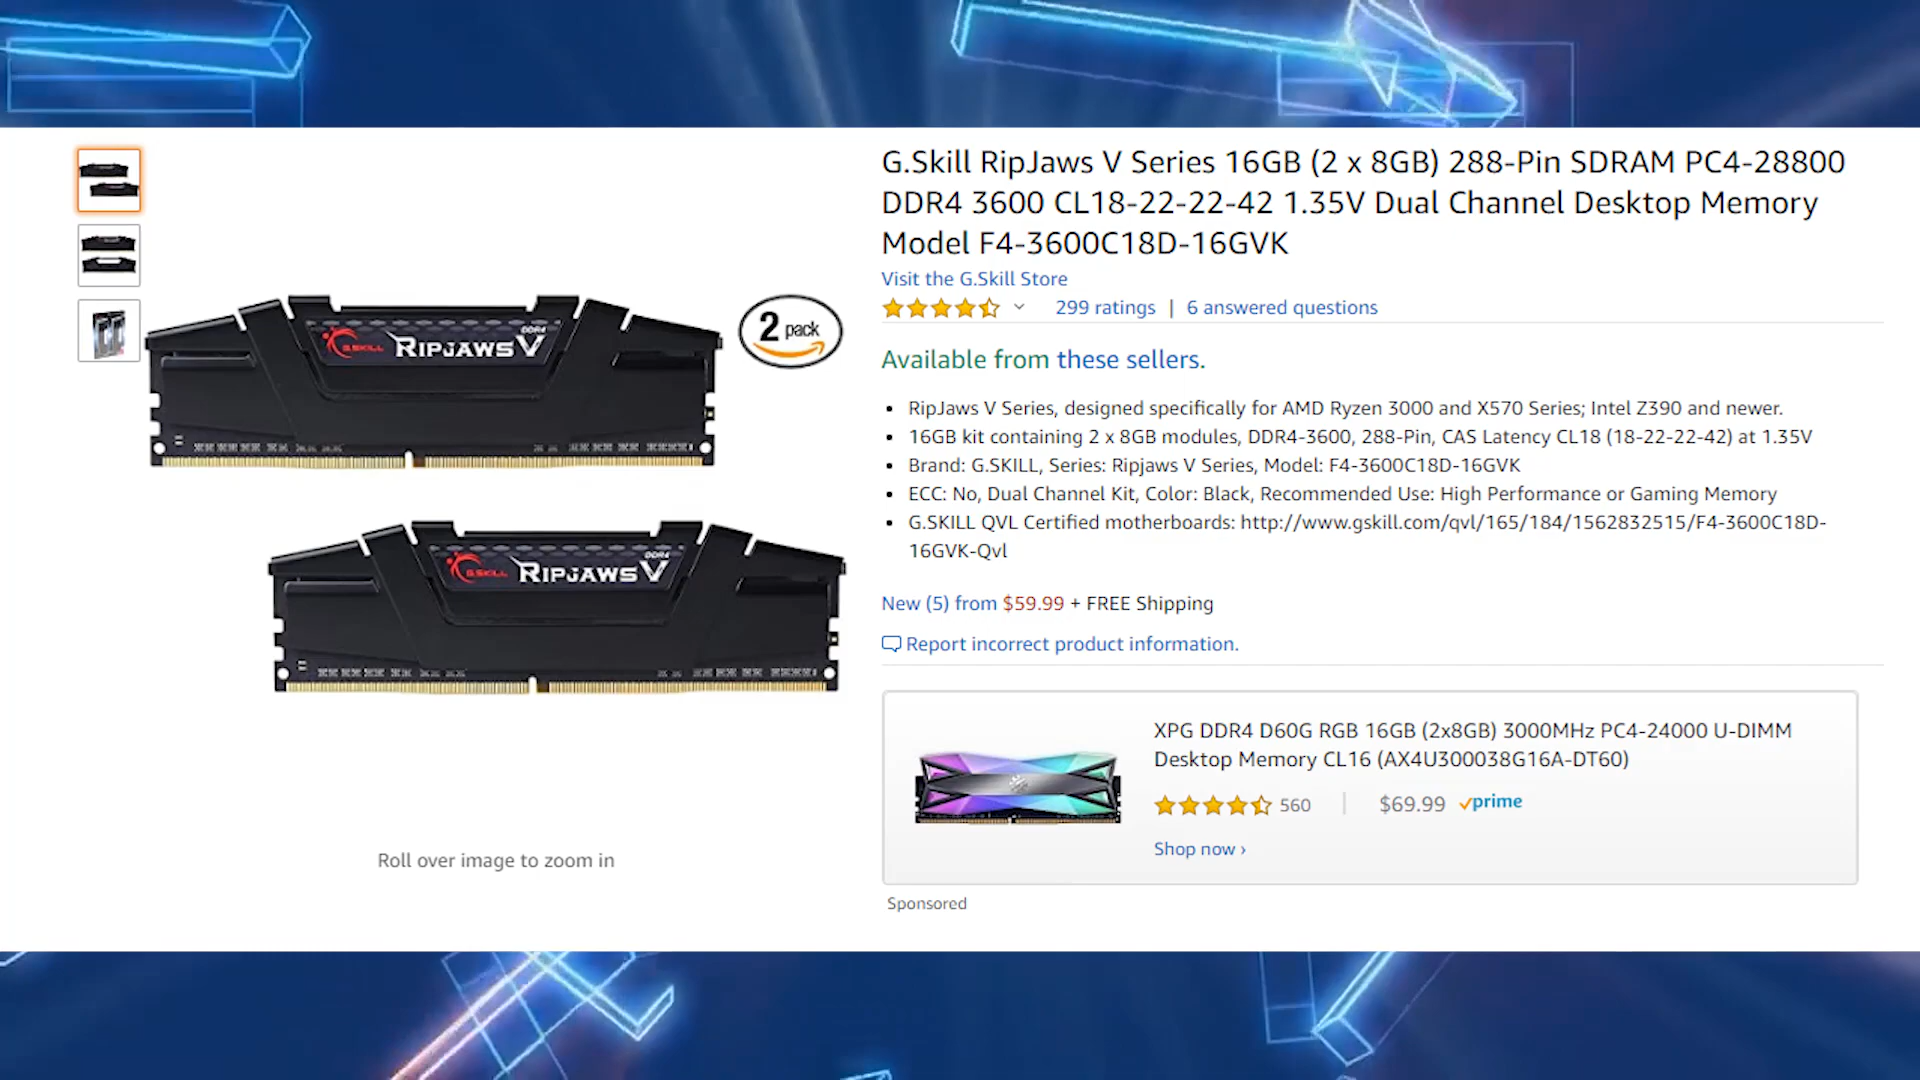 G.Skill RipJaws V Series 16GB (2 x 8GB) 288-Pin SDRAM PC4-28800
DDR4 3600 CL18-22-22-42 1.35V Dual Channel Desktop Memory
Model F4-3600C18D-16GVK
Visit the G.Skill Store
299 ratings | 6 answered questions
Available from these sellers.
• RipJaws V Series, designed specifically for AMD Ryzen 3000 and X570 Series; Intel Z390 and newer.
• 16GB kit containing 2 x 8GB modules, DDR4-3600, 288-Pin, CAS Latency CL18 (18-22-22-42) at 1.35V
• Brand: G.SKILL, Series: Ripjaws V Series, Model: F4-3600C18D-16GVK
• ECC: No, Dual Channel Kit, Color: Black, Recommended Use: High Performance or Gaming Memory
• G.SKILL QVL Certified motherboards: http://www.gskill.com/qvl/165/184/1562832515/F4-3600C18D-
16GVK-Qvl
New (5) from $59.99 + FREE Shipping
Report incorrect product information.
XPG DDR4 D60G RGB 16GB (2x8GB) 3000MHz PC4-24000 U-DIMM
Desktop Memory CL16 (AX4U300038G16A-DT60)
560 | $69.99 prime
Shop now ›
Sponsored
DDR4
G.SKILL RIPJAWS V
2 pack
DDR4
G.SKILL RIPJAWS V
Roll over image to zoom in